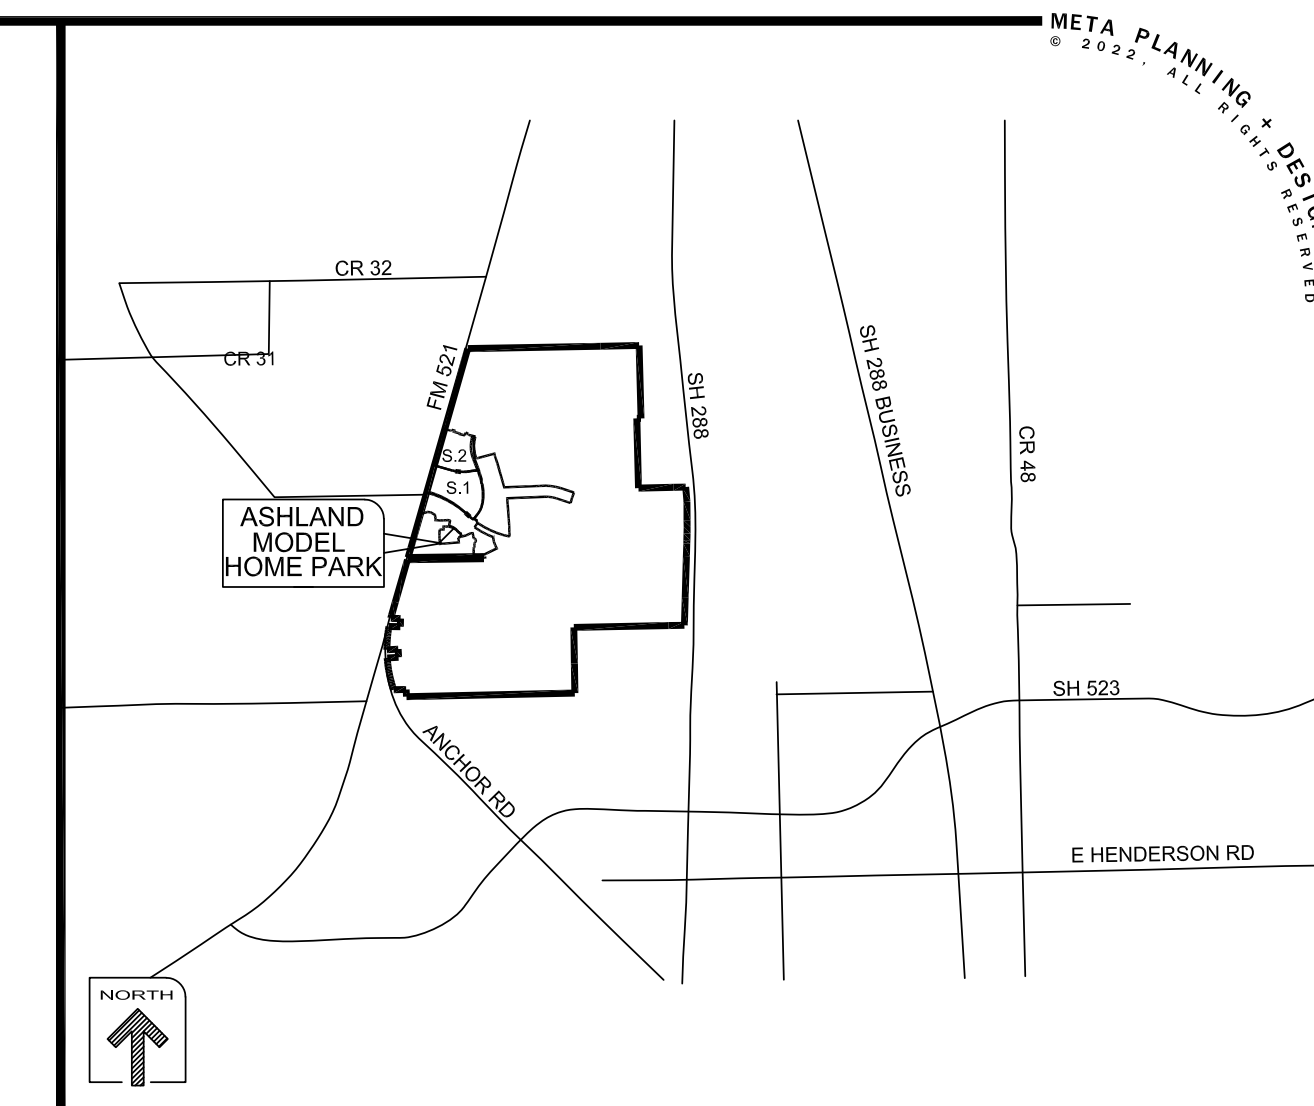 META PLANNING + DESIG
© 2022, ALL RIGHTS RESERVED
CR 32
CR 31
FM 521
SH 288
SH 288 BUSINESS
CR 48
S.2
S.1
ASHLAND
MODEL
HOME PARK
SH 523
ANCHOR RD
E HENDERSON RD
NORTH